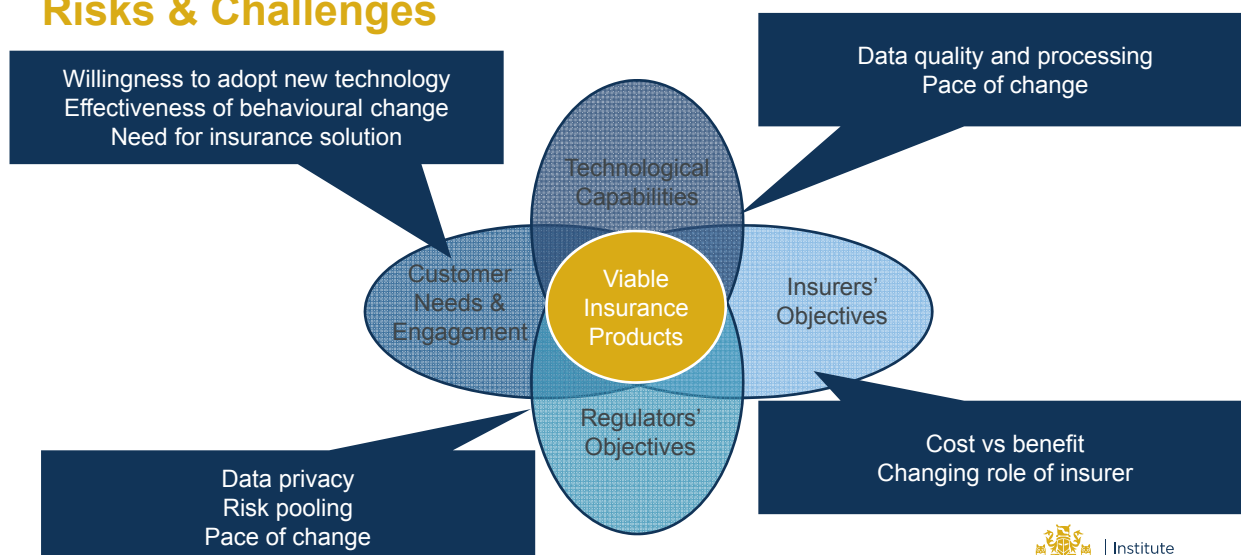 Risks & Challenges
Willingness to adopt new technology
Effectiveness of behavioural change
Need for insurance solution
Data quality and processing
Pace of change
Technological
Capabilities
Customer
Needs &
Engagement
Viable
Insurance
Products
Insurers’
Objectives
Regulators’
Objectives
Data privacy
Risk pooling
Pace of change
Cost vs benefit
Changing role of insurer
Institute